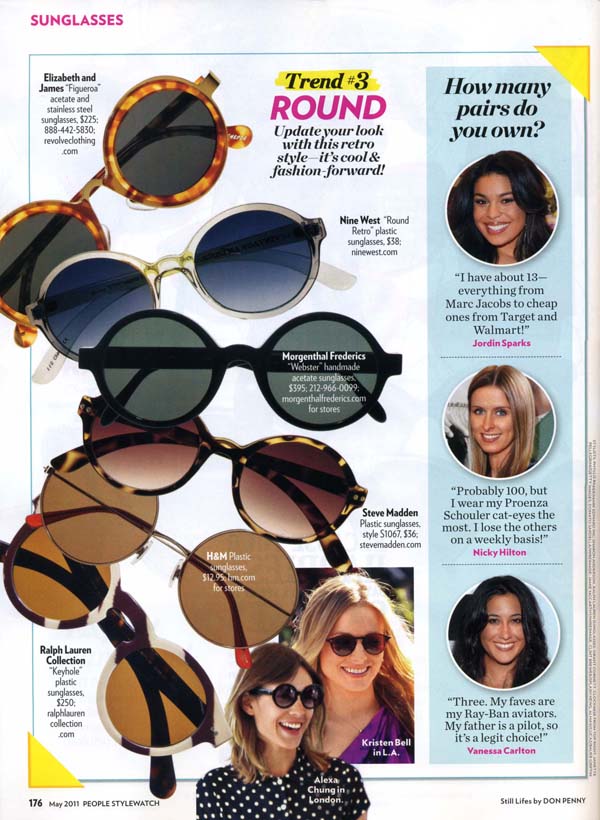 SUNGLASSES
Elizabeth and
James "Figueroa"
acetate and
stainless steel
sunglasses, $225;
888-442-5830;
revolveclothing
.com
Trend #3
ROUND
Update your look
with this retro
style—it's cool &
fashion-forward!
Nine West "Round
Retro" plastic
sunglasses, $38;
ninewest.com
Morgenthal Frederics
"Webster" handmade
acetate sunglasses,
$395; 212-966-0099;
morgenthalfrederics.com
for stores
Steve Madden
Plastic sunglasses,
style S1067, $36;
stevemadden.com
H&M Plastic
sunglasses,
$12.95; hm.com
for stores
Ralph Lauren
Collection
"Keyhole"
plastic
sunglasses,
$250;
ralphlauren
collection
.com
Kristen Bell
in L.A.
Alexa
Chung in
London.
How many
pairs do
you own?
"I have about 13—
everything from
Marc Jacobs to cheap
ones from Target and
Walmart!"
Jordin Sparks
"Probably 100, but
I wear my Proenza
Schouler cat-eyes the
most. I lose the others
on a weekly basis!"
Nicky Hilton
"Three. My faves are
my Ray-Ban aviators.
My father is a pilot, so
it's a legit choice!"
Vanessa Carlton
176 May 2011 PEOPLE STYLEWATCH
Still Lifes by DON PENNY